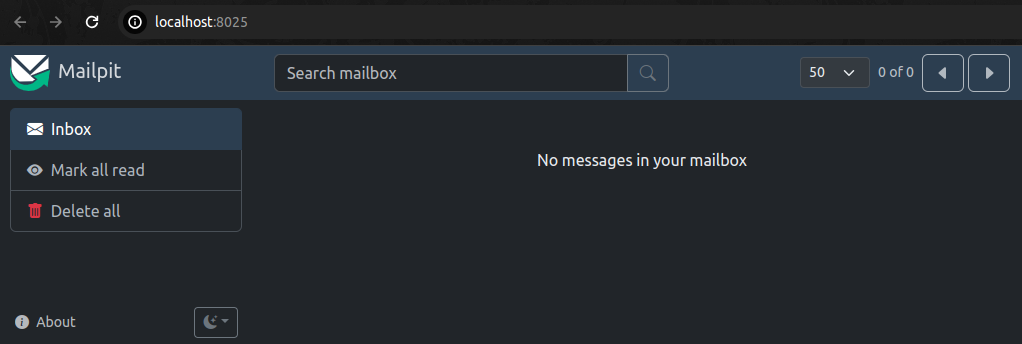 localhost:8025
Mailpit
Search mailbox
50
0 of 0
Inbox
No messages in your mailbox
Mark all read
Delete all
About